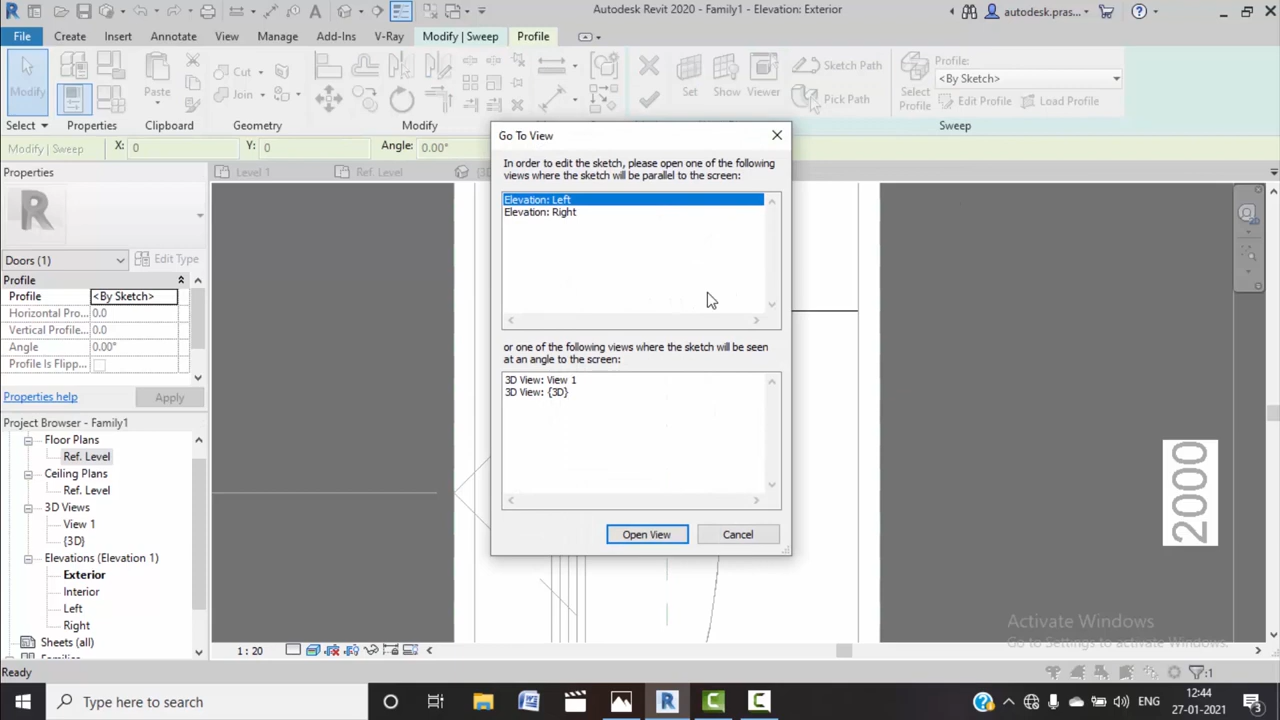 Autodesk Revit 2020 - Family1 - Elevation: Exterior
autodesk.pras...
File
Create
Insert
Annotate
View
Manage
Add-Ins
V-Ray
Modify | Sweep
Profile
Modify
Paste
Cut
Join
Set
Show
Viewer
Sketch Path
Pick Path
Select
Profile
Profile:
<By Sketch>
Edit Profile
Load Profile
Select
Properties
Clipboard
Geometry
Modify
Sweep
Modify | Sweep
X: 0
Y: 0
Angle: 0.00°
Properties
Level 1
Ref. Level
Doors (1)
Edit Type
Profile
Profile <By Sketch>
Horizontal Pro... 0.0
Vertical Profile... 0.0
Angle 0.00°
Profile Is Flipp...
Properties help
Apply
Project Browser - Family1
Floor Plans
Ref. Level
Ceiling Plans
Ref. Level
3D Views
View 1
{3D}
Elevations (Elevation 1)
Exterior
Interior
Left
Right
Sheets (all)
Go To View
In order to edit the sketch, please open one of the following
views where the sketch will be parallel to the screen:
Elevation: Left
Elevation: Right
or one of the following views where the sketch will be seen
at an angle to the screen:
3D View: View 1
3D View: {3D}
Open View
Cancel
2000
Activate Windows
Go to Settings to activate Windows.
1 : 20
Ready
:1
Type here to search
ENG
12:44
27-01-2021
3